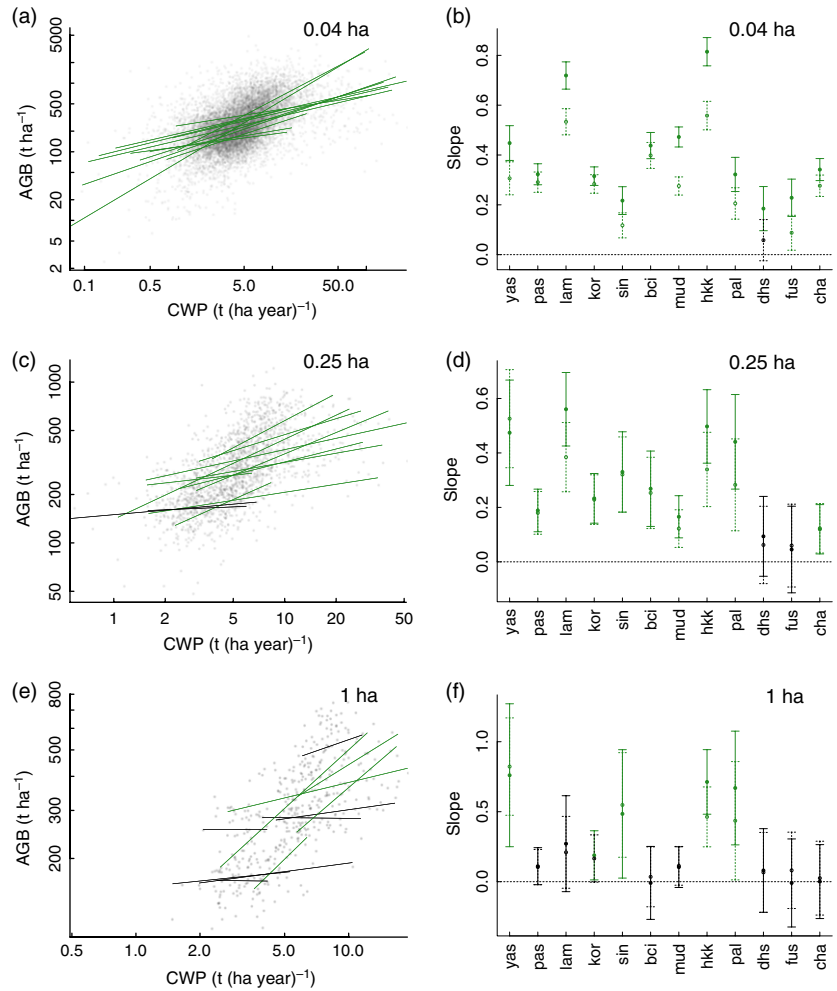 (a)
0.04 ha
AGB (t ha⁻¹)
5000
500
100
20
5
2
0.1 0.5 5.0 50.0
CWP (t (ha year)⁻¹)
(b)
0.04 ha
Slope
0.8
0.6
0.4
0.2
0.0
yas pas lam kor sin bci mud hkk pal dhs fus cha
(c)
0.25 ha
AGB (t ha⁻¹)
1000
500
200
100
50
1 2 5 10 20 50
CWP (t (ha year)⁻¹)
(d)
0.25 ha
Slope
0.6
0.4
0.2
0.0
yas pas lam kor sin bci mud hkk pal dhs fus cha
(e)
1 ha
AGB (t ha⁻¹)
800
500
300
200
0.5 1.0 2.0 5.0 10.0
CWP (t (ha year)⁻¹)
(f)
1 ha
Slope
1.0
0.5
0.0
yas pas lam kor sin bci mud hkk pal dhs fus cha